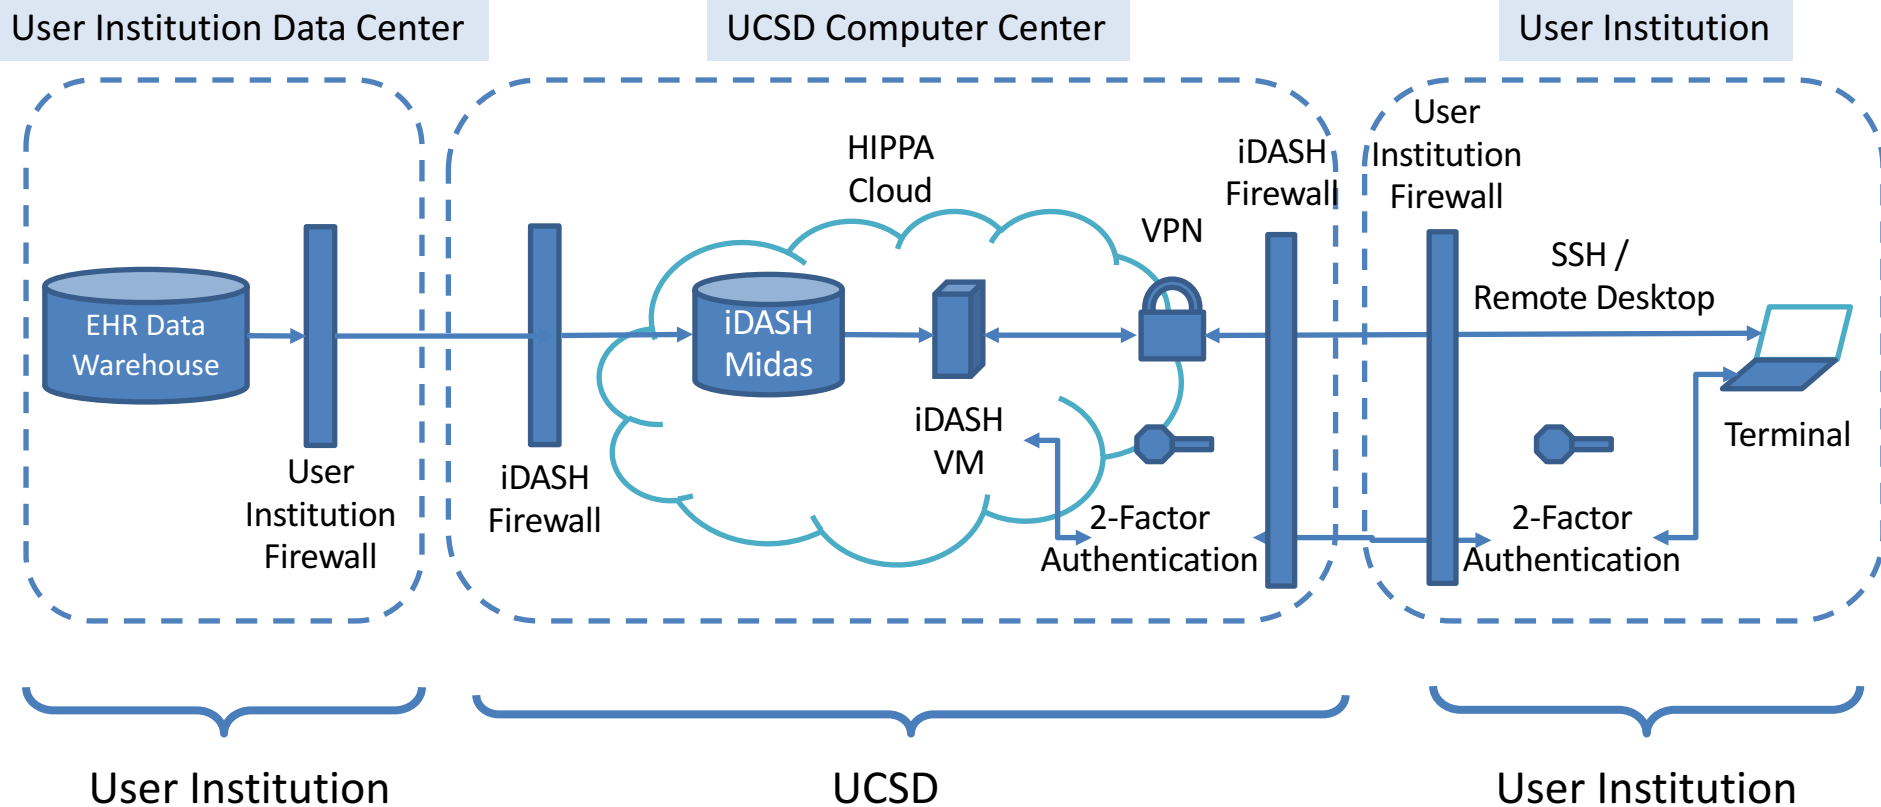 User Institution Data Center
UCSD Computer Center
User Institution
EHR Data
Warehouse
User
Institution
Firewall
iDASH
Firewall
HIPPA
Cloud
iDASH
Midas
iDASH
VM
VPN
2-Factor
Authentication
iDASH
Firewall
User
Institution
Firewall
SSH /
Remote Desktop
2-Factor
Authentication
Terminal
User Institution
UCSD
User Institution